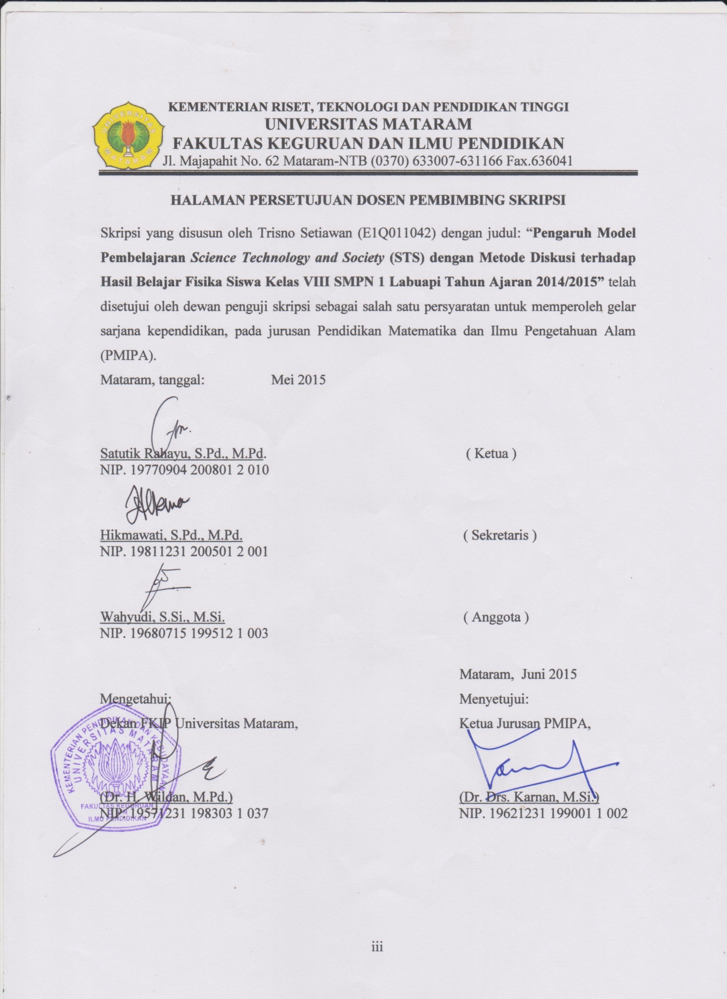 KEMENTERIAN RISET, TEKNOLOGI DAN PENDIDIKAN TINGGI
UNIVERSITAS MATARAM
FAKULTAS KEGURUAN DAN ILMU PENDIDIKAN
Jl. Majapahit No. 62 Mataram-NTB (0370) 633007-631166 Fax.636041
UNIVERSITAS
MATARAM
HALAMAN PERSETUJUAN DOSEN PEMBIMBING SKRIPSI
Skripsi yang disusun oleh Trisno Setiawan (E1Q011042) dengan judul: “Pengaruh Model
Pembelajaran Science Technology and Society (STS) dengan Metode Diskusi terhadap
Hasil Belajar Fisika Siswa Kelas VIII SMPN 1 Labuapi Tahun Ajaran 2014/2015” telah
disetujui oleh dewan penguji skripsi sebagai salah satu persyaratan untuk memperoleh gelar
sarjana kependidikan, pada jurusan Pendidikan Matematika dan Ilmu Pengetahuan Alam
(PMIPA).
Mataram, tanggal: Mei 2015
Satutik Rahayu, S.Pd., M.Pd. ( Ketua )
NIP. 19770904 200801 2 010
Hikmawati, S.Pd., M.Pd. ( Sekretaris )
NIP. 19811231 200501 2 001
Wahyudi, S.Si., M.Si. ( Anggota )
NIP. 19680715 199512 1 003
Mataram, Juni 2015
Mengetahui: Menyetujui:
Dekan FKIP Universitas Mataram, Ketua Jurusan PMIPA,
KEMENTERIAN PENDIDIKAN DAN KEBUDAYAAN
UNIVERSITAS MATARAM
(Dr. H. Wildan, M.Pd.) (Dr. Drs. Karnan, M.Si.)
FAKULTAS KEGURUAN
NIP. 19571231 198303 1 037 NIP. 19621231 199001 1 002
ILMU PENDIDIKAN
iii